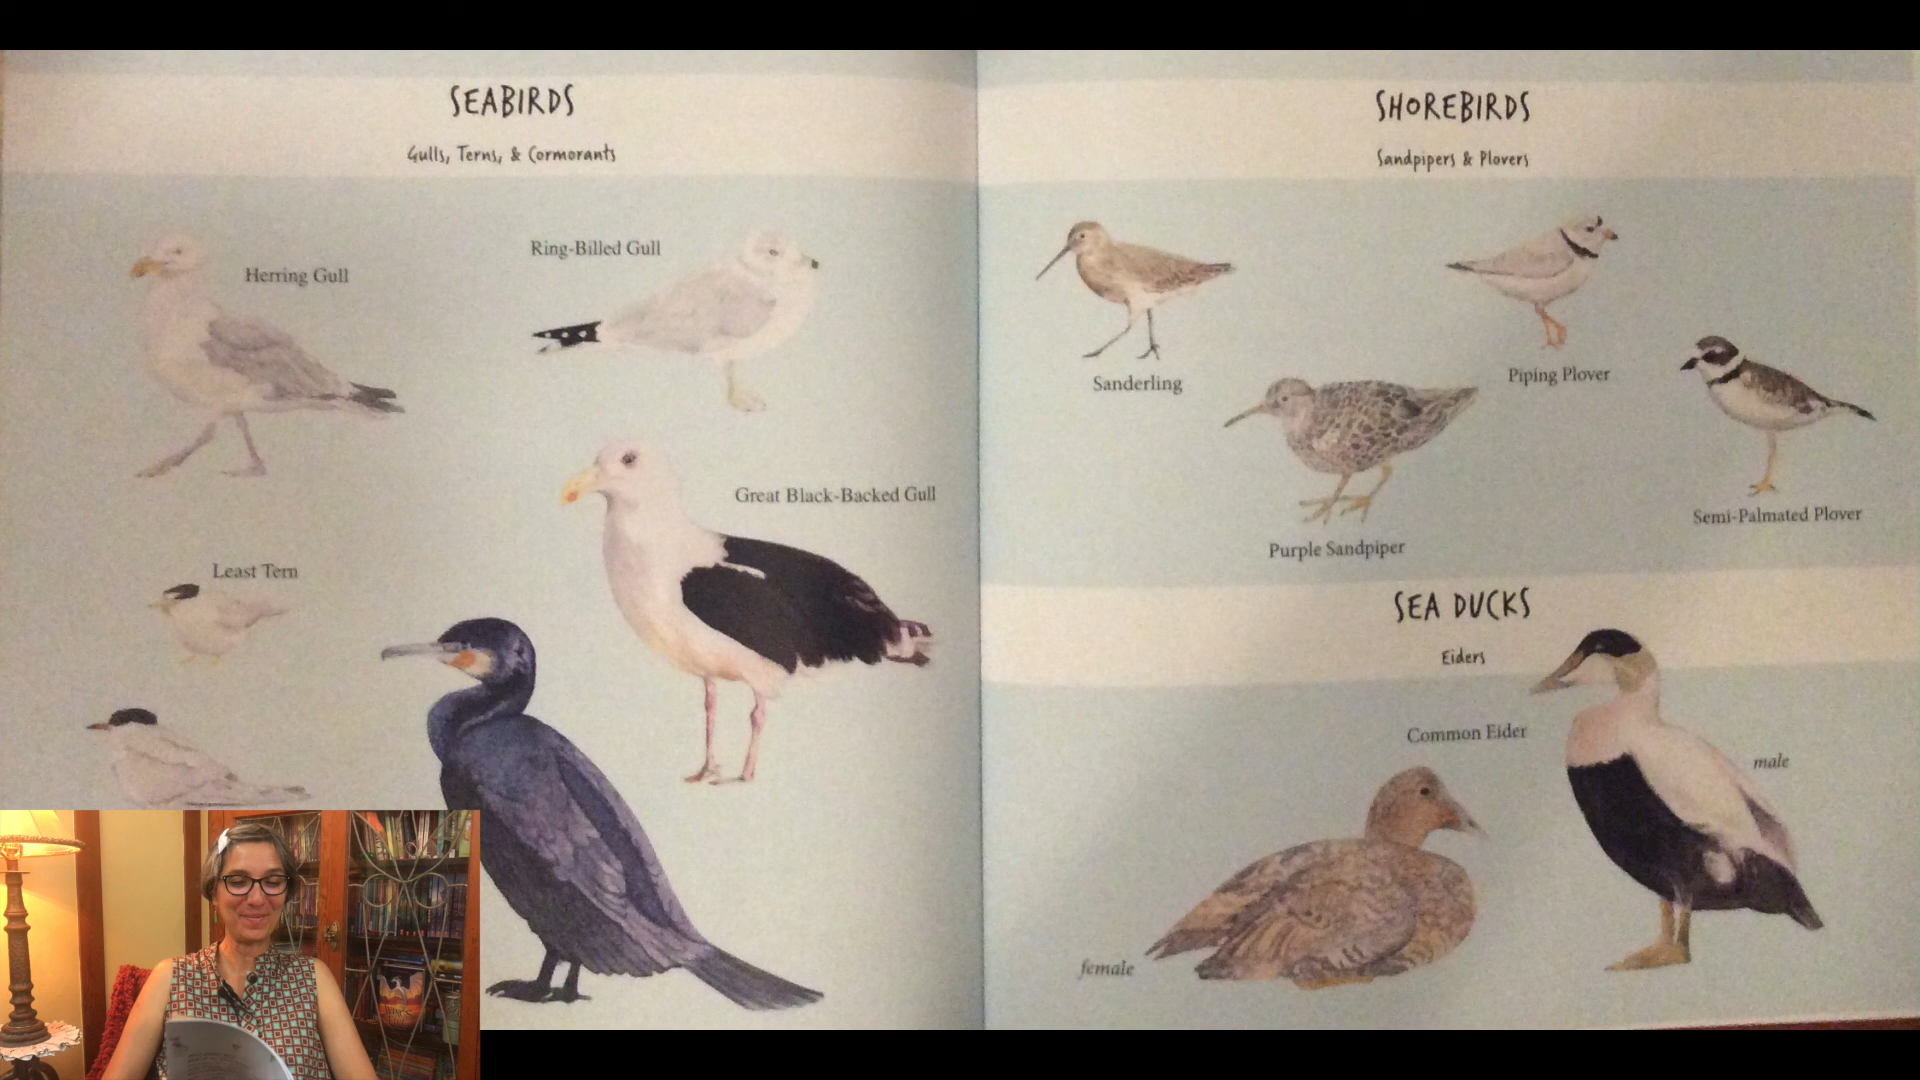 SEABIRDS
Gulls, Terns, & Cormorants
Herring Gull
Ring-Billed Gull
Great Black-Backed Gull
Least Tern
SHOREBIRDS
Sandpipers & Plovers
Sanderling
Piping Plover
Purple Sandpiper
Semi-Palmated Plover
SEA DUCKS
Eiders
Common Eider
male
female